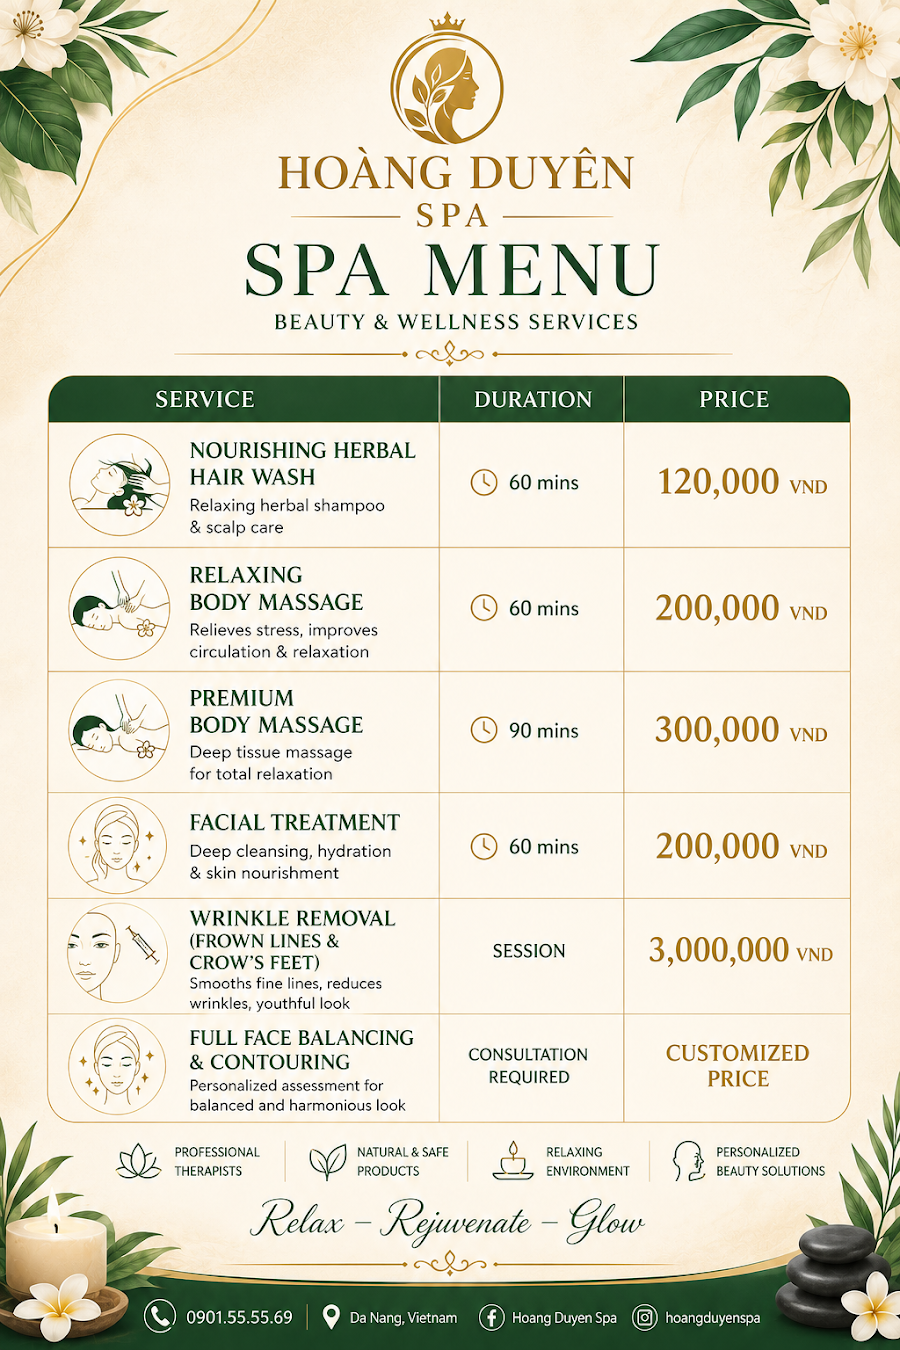 HOÀNG DUYÊN
SPA
SPA MENU
BEAUTY & WELLNESS SERVICES
SERVICE
DURATION
PRICE
NOURISHING HERBAL
HAIR WASH
Relaxing herbal shampoo
& scalp care
60 mins
120,000 VND
RELAXING
BODY MASSAGE
Relieves stress, improves
circulation & relaxation
60 mins
200,000 VND
PREMIUM
BODY MASSAGE
Deep tissue massage
for total relaxation
90 mins
300,000 VND
FACIAL TREATMENT
Deep cleansing, hydration
& skin nourishment
60 mins
200,000 VND
WRINKLE REMOVAL
(FROWN LINES &
CROW'S FEET)
Smooths fine lines, reduces
wrinkles, youthful look
SESSION
3,000,000 VND
FULL FACE BALANCING
& CONTOURING
Personalized assessment for
balanced and harmonious look
CONSULTATION
REQUIRED
CUSTOMIZED
PRICE
PROFESSIONAL
THERAPISTS
NATURAL & SAFE
PRODUCTS
RELAXING
ENVIRONMENT
PERSONALIZED
BEAUTY SOLUTIONS
Relax – Rejuvenate – Glow
0901.55.55.69
Da Nang, Vietnam
Hoang Duyen Spa
hoangduyenspa